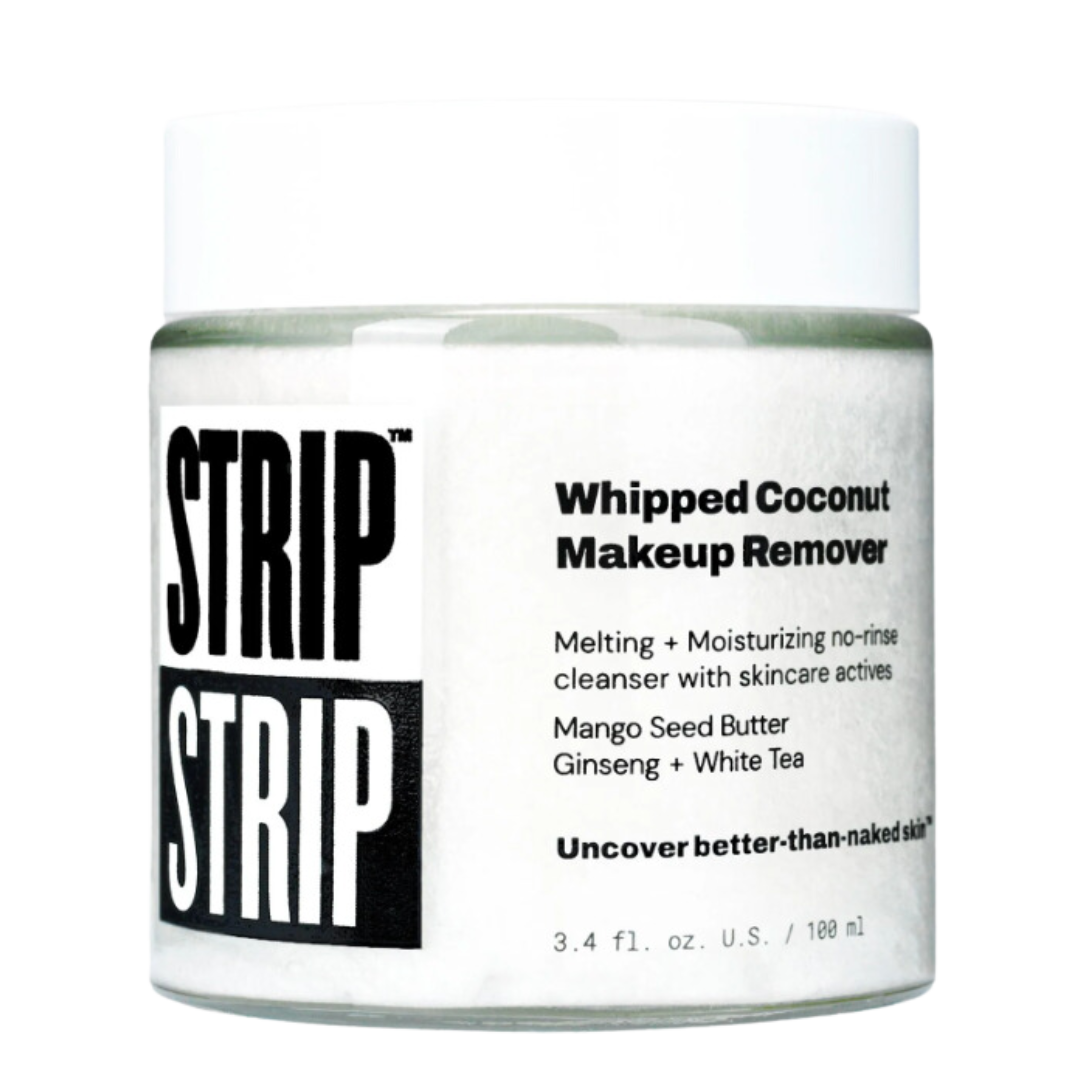 STRIP™
STRIP
Whipped Coconut
Makeup Remover
Melting + Moisturizing no-rinse
cleanser with skincare actives
Mango Seed Butter
Ginseng + White Tea
Uncover better-than-naked skin™
3.4 fl. oz. U.S. / 100 ml